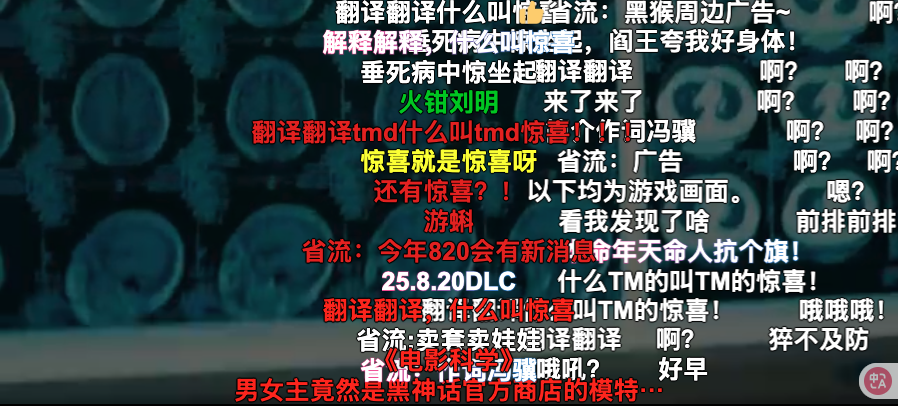 翻译翻译什么叫惊喜 省流：黑猴周边广告~ 啊?
解释解释，什么叫惊喜 垂死病中惊坐起，阎王夸我好身体！
垂死病中惊坐起 翻译翻译 啊? 啊?
火钳刘明 来了来了 啊? 啊?
翻译翻译tmd什么叫tmd惊喜！！！ 个作词冯骥 啊? 啊?
惊喜就是惊喜呀 省流：广告 啊? 啊?
还有惊喜？！ 以下均为游戏画面。 嗯?
游蝌 看我发现了啥 前排前排
省流：今年820会有新消息 命年天命人扛个旗！
25.8.20DLC 什么TM的叫TM的惊喜！
翻译翻译，什么叫惊喜 叫TM的惊喜！ 哦哦哦！
省流:卖套卖娃娃 翻译翻译 啊? 猝不及防
《电影科学》
省流：作词冯骥 哦吼? 好早
男女主竟然是黑神话官方商店的模特…